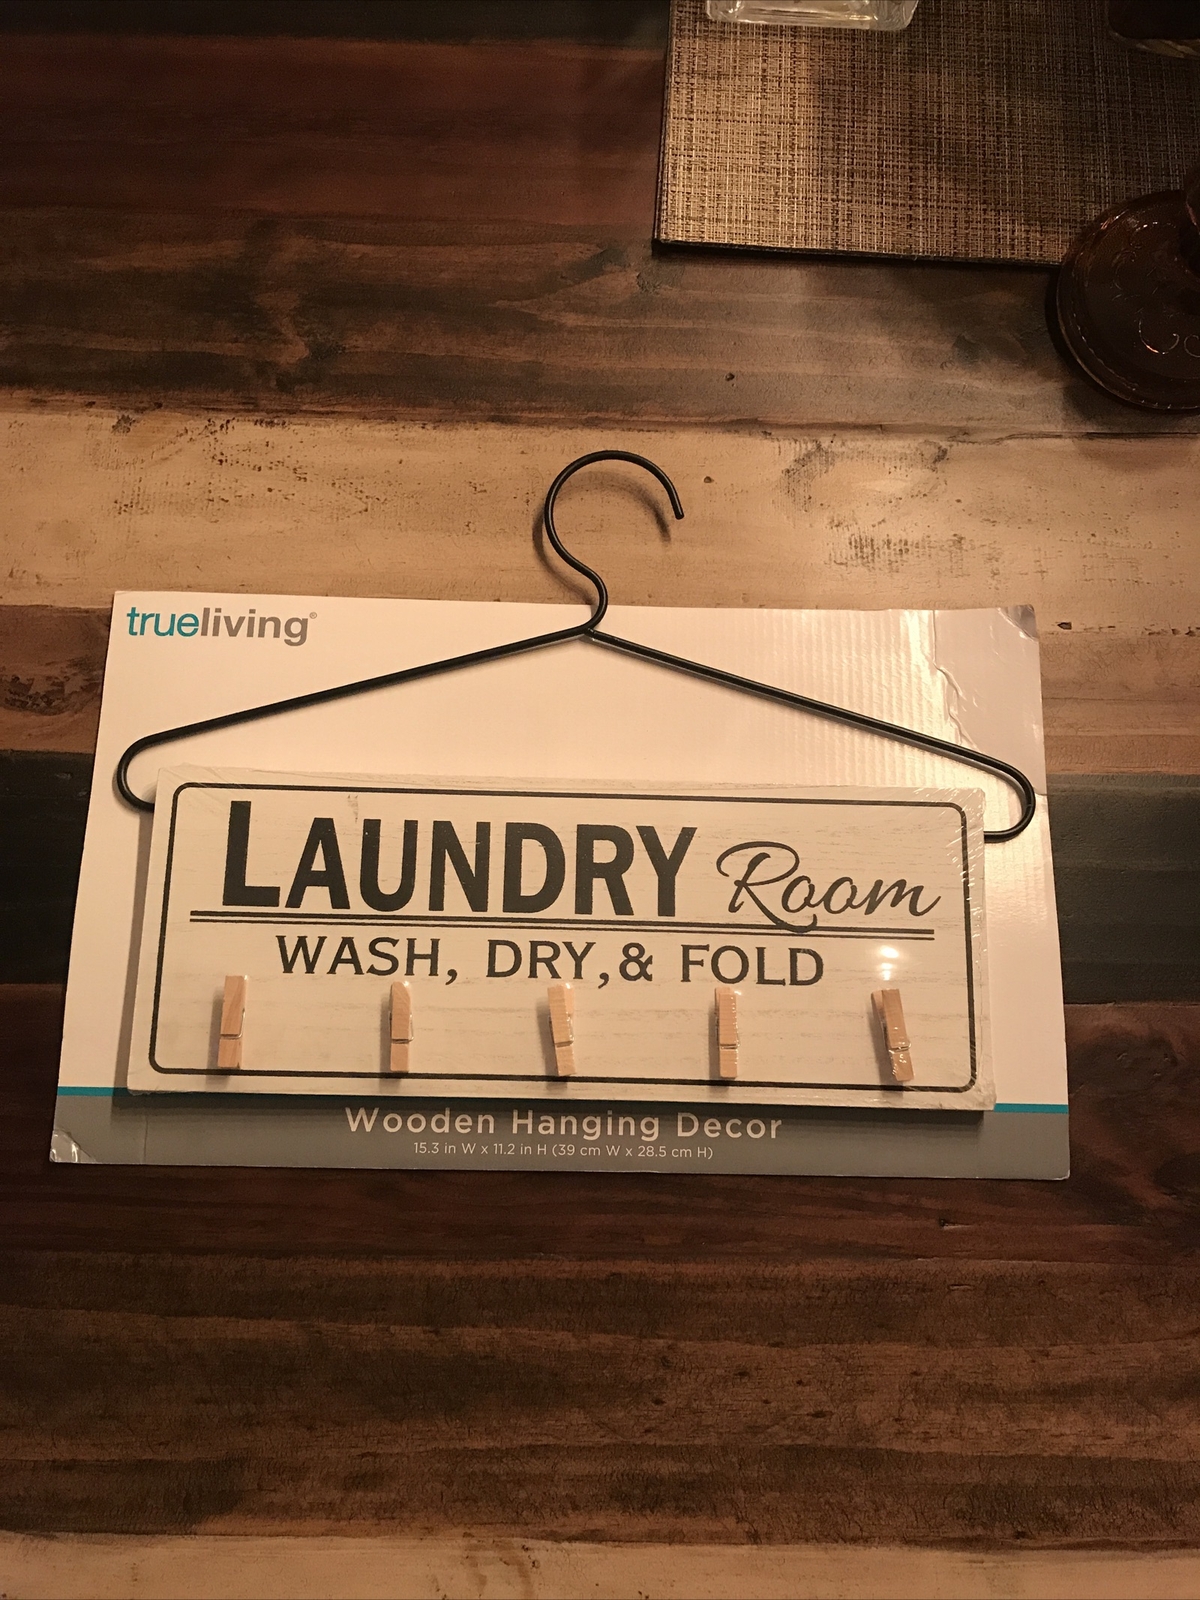 trueliving®
LAUNDRY Room
WASH, DRY, & FOLD
Wooden Hanging Decor
15.3 in W x 11.2 in H (39 cm W x 28.5 cm H)